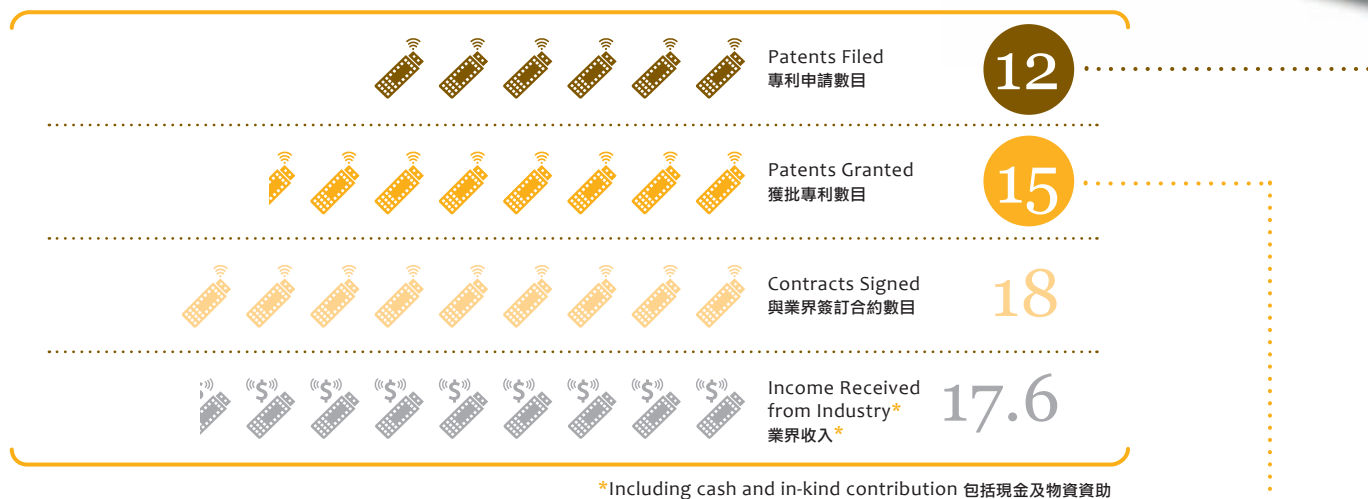 Patents Filed
專利申請數目
12
Patents Granted
獲批專利數目
15
Contracts Signed
與業界簽訂合約數目
18
Income Received
from Industry*
業界收入*
17.6
*Including cash and in-kind contribution 包括現金及物資資助